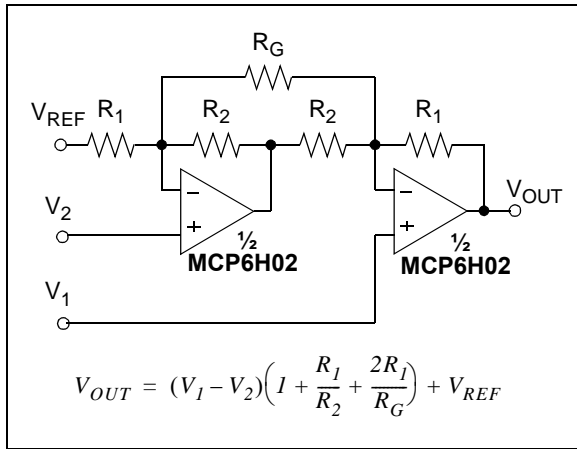 R_G
V_REF R_1 R_2 R_2 R_1
V_OUT
V_2
− +
½
MCP6H02
− +
½
MCP6H02
V_1
V_OUT = (V_1 – V_2)(1 + R_1/R_2 + 2R_1/R_G) + V_REF